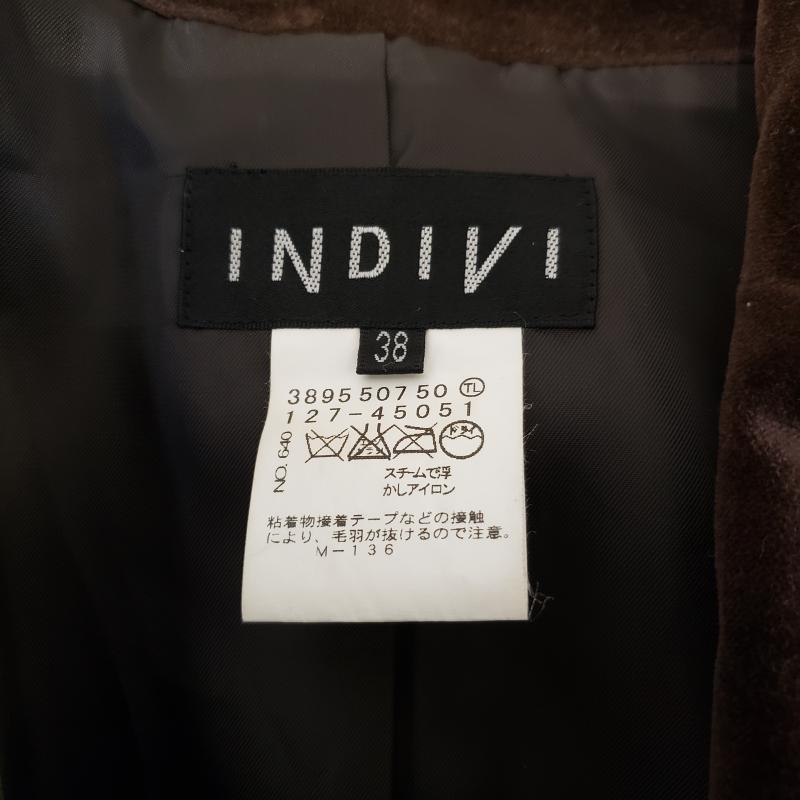 INDIVI
38
389550750 TL
127-45051
NO. 640
ドライ
スチームで浮
かしアイロン
粘着物接着テープなどの接触
により、毛羽が抜けるので注意。
M-136